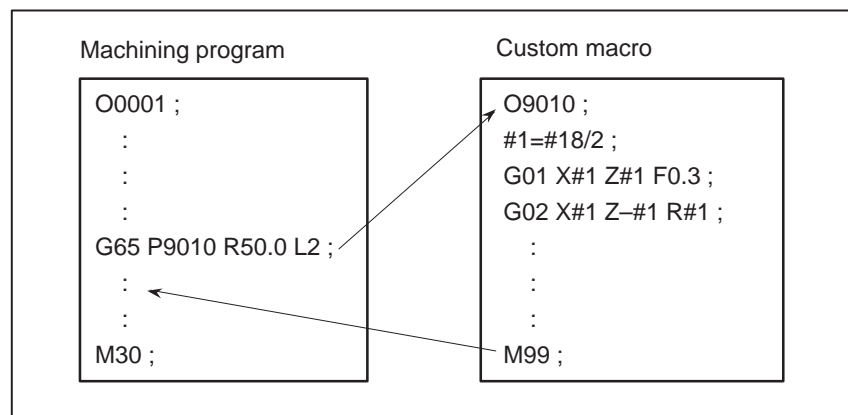 Machining program
O0001 ;
:
:
:
G65 P9010 R50.0 L2 ;
:
:
M30 ;
Custom macro
O9010 ;
#1=#18/2 ;
G01 X#1 Z#1 F0.3 ;
G02 X#1 Z–#1 R#1 ;
:
:
:
M99 ;